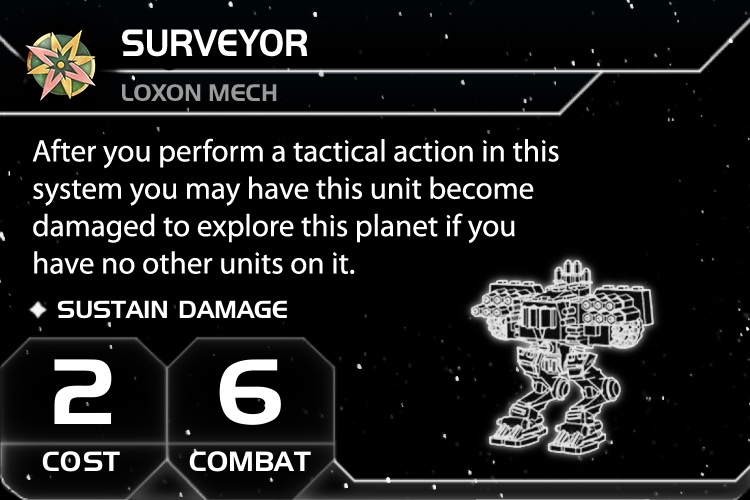 SURVEYOR
LOXON MECH
After you perform a tactical action in this
system you may have this unit become
damaged to explore this planet if you
have no other units on it.
◆ SUSTAIN DAMAGE
2 6
COST COMBAT